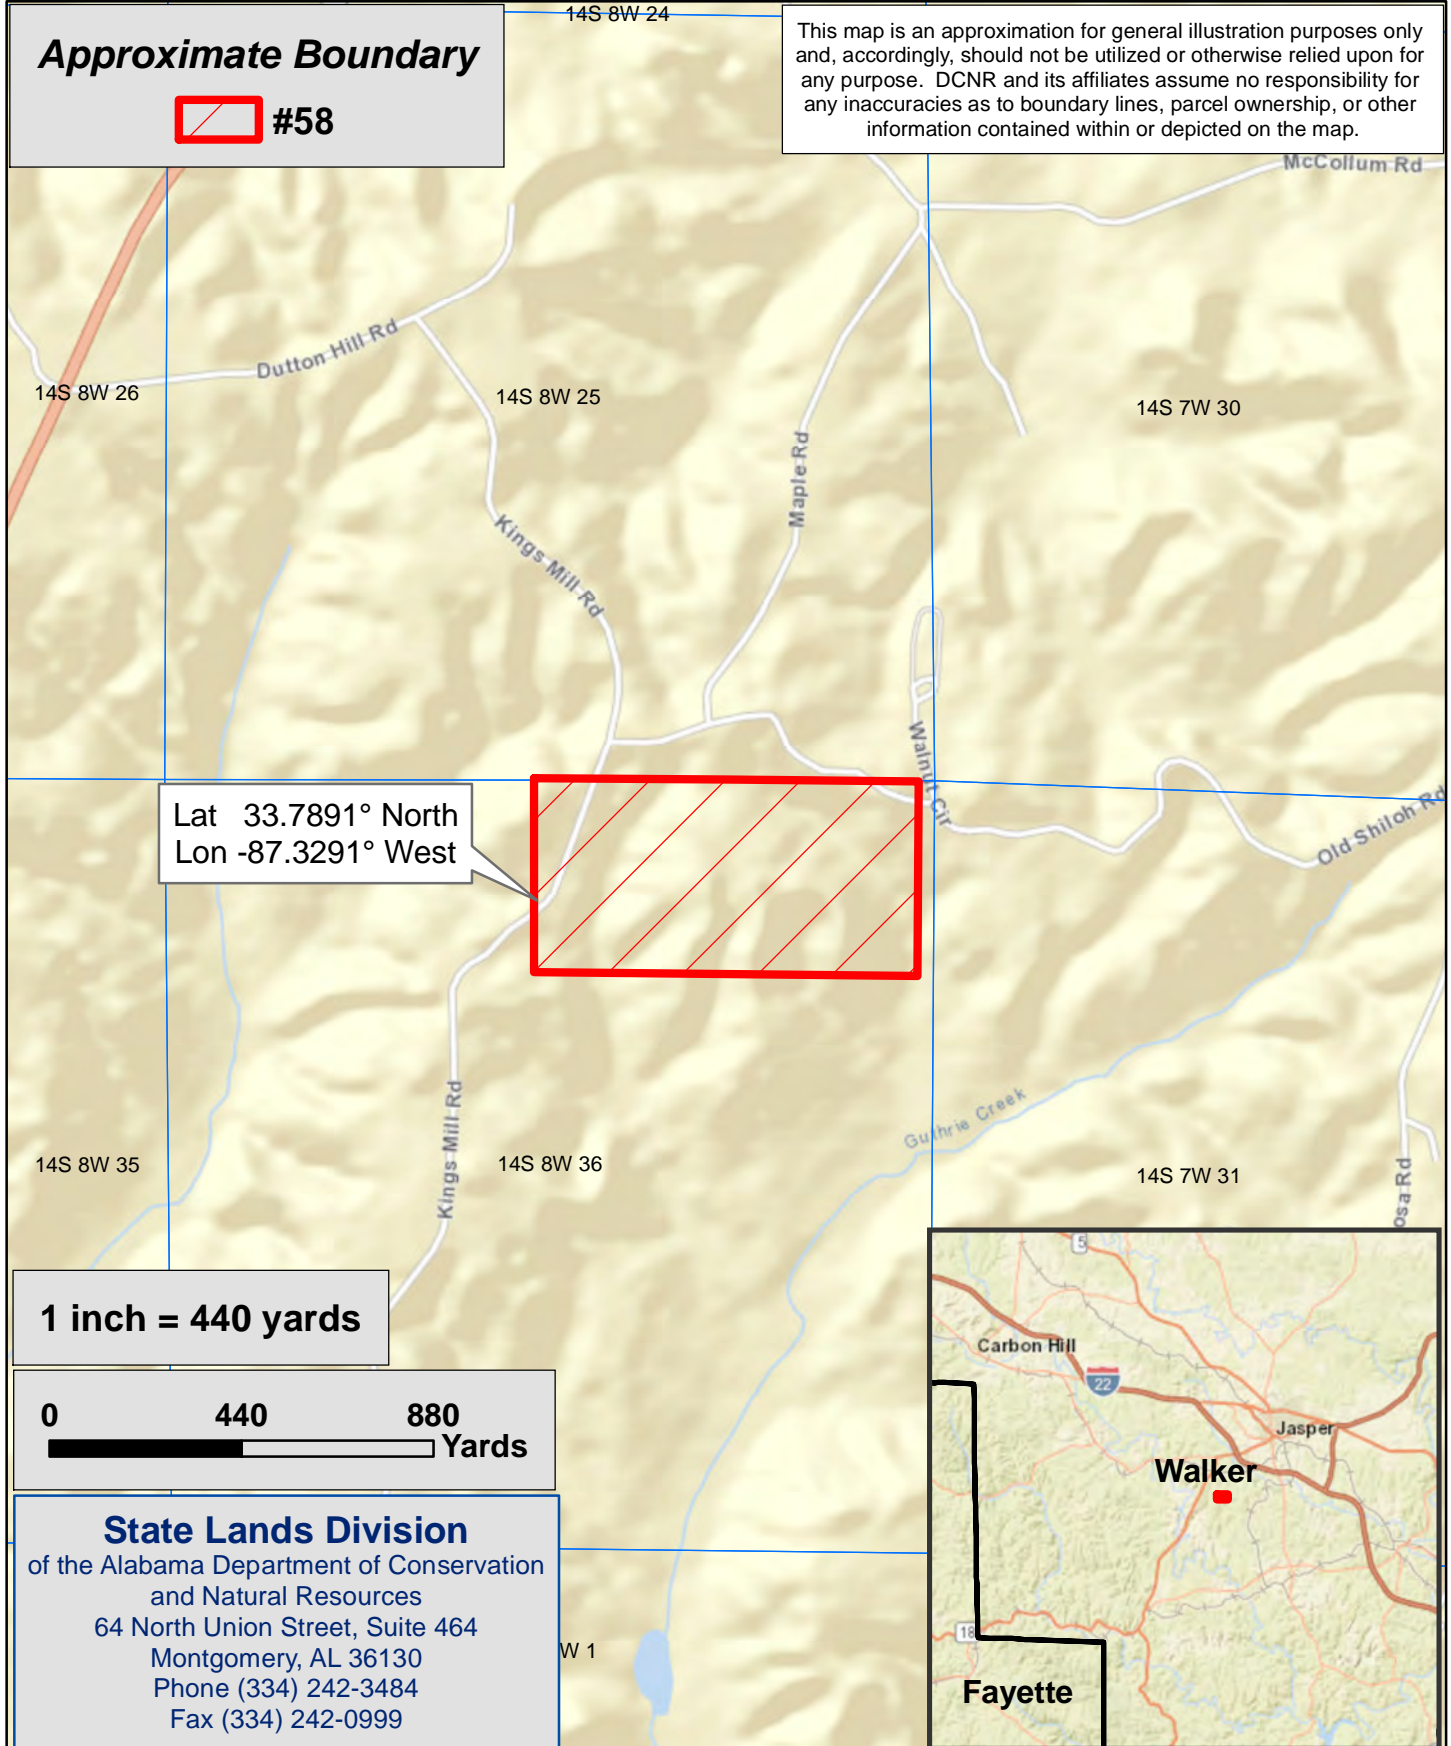 14S 8W 24
Approximate Boundary
#58
This map is an approximation for general illustration purposes only
and, accordingly, should not be utilized or otherwise relied upon for
any purpose. DCNR and its affiliates assume no responsibility for
any inaccuracies as to boundary lines, parcel ownership, or other
information contained within or depicted on the map.
McCollum Rd
Dutton Hill Rd
14S 8W 26
14S 8W 25
14S 7W 30
Maple Rd
Kings Mill Rd
Walnut Cir
Old Shiloh Rd
Lat 33.7891° North
Lon -87.3291° West
Guthrie Creek
Kings Mill Rd
14S 8W 35
14S 8W 36
14S 7W 31
osa Rd
1 inch = 440 yards
0 440 880
Yards
State Lands Division
of the Alabama Department of Conservation
and Natural Resources
64 North Union Street, Suite 464
Montgomery, AL 36130
Phone (334) 242-3484
Fax (334) 242-0999
W 1
5
Carbon Hill
22
Jasper
Walker
18
Fayette